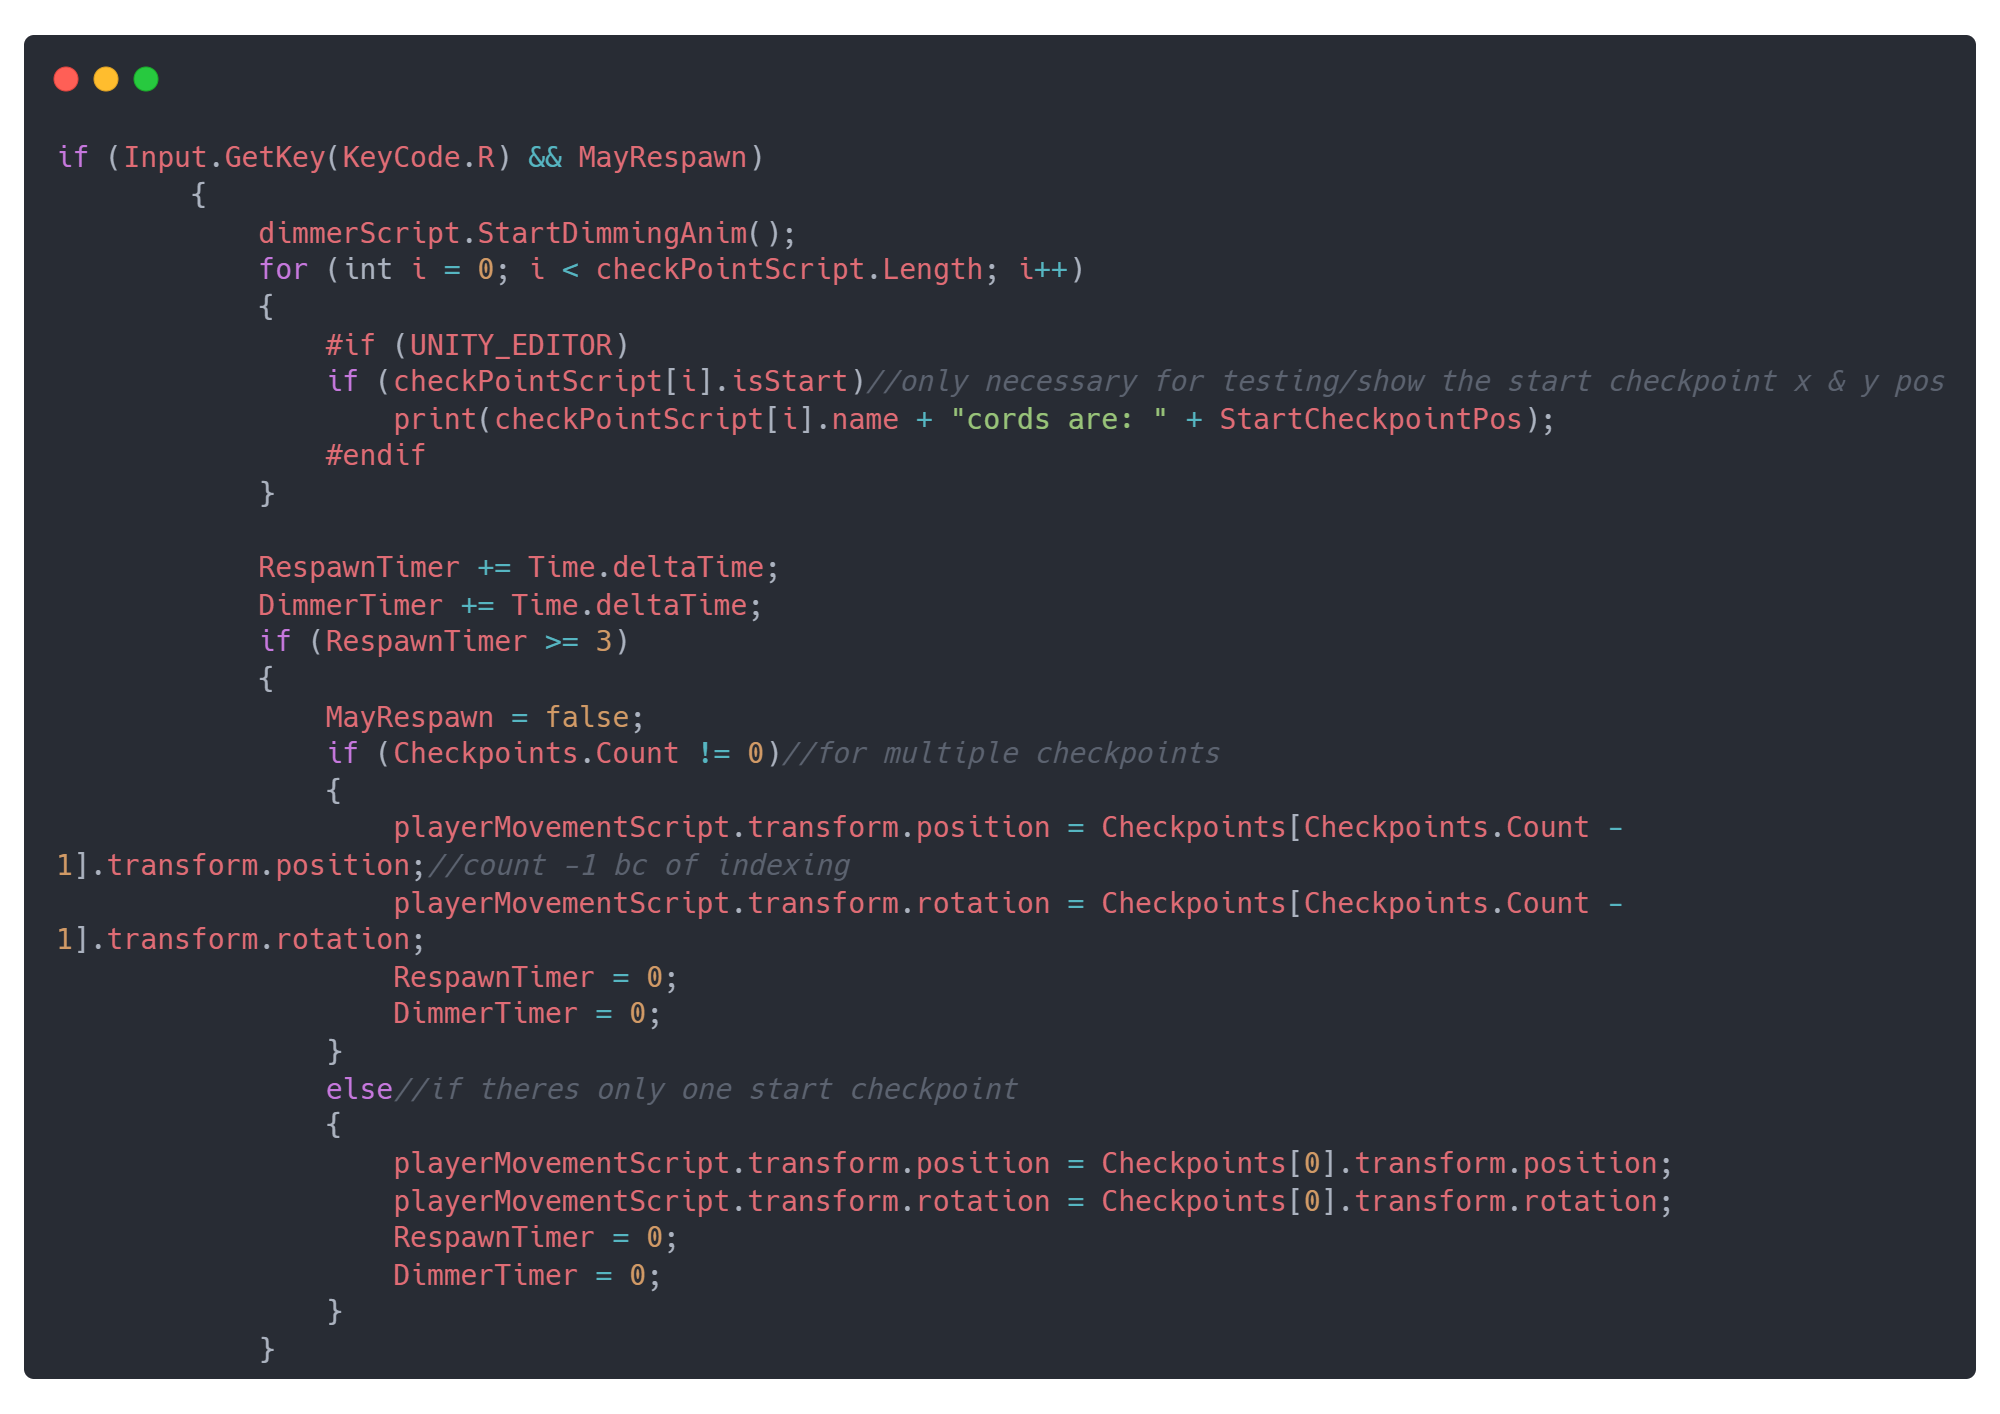 if (Input.GetKey(KeyCode.R) && MayRespawn)
        {
            dimmerScript.StartDimmingAnim();
            for (int i = 0; i < checkPointScript.Length; i++)
            {
                #if (UNITY_EDITOR)
                if (checkPointScript[i].isStart)//only necessary for testing/show the start checkpoint x & y pos
                    print(checkPointScript[i].name + "cords are: " + StartCheckpointPos);
                #endif
            }

            RespawnTimer += Time.deltaTime;
            DimmerTimer += Time.deltaTime;
            if (RespawnTimer >= 3)
            {
                MayRespawn = false;
                if (Checkpoints.Count != 0)//for multiple checkpoints
                {
                    playerMovementScript.transform.position = Checkpoints[Checkpoints.Count -
1].transform.position;//count -1 bc of indexing
                    playerMovementScript.transform.rotation = Checkpoints[Checkpoints.Count -
1].transform.rotation;
                    RespawnTimer = 0;
                    DimmerTimer = 0;
                }
                else//if theres only one start checkpoint
                {
                    playerMovementScript.transform.position = Checkpoints[0].transform.position;
                    playerMovementScript.transform.rotation = Checkpoints[0].transform.rotation;
                    RespawnTimer = 0;
                    DimmerTimer = 0;
                }
            }